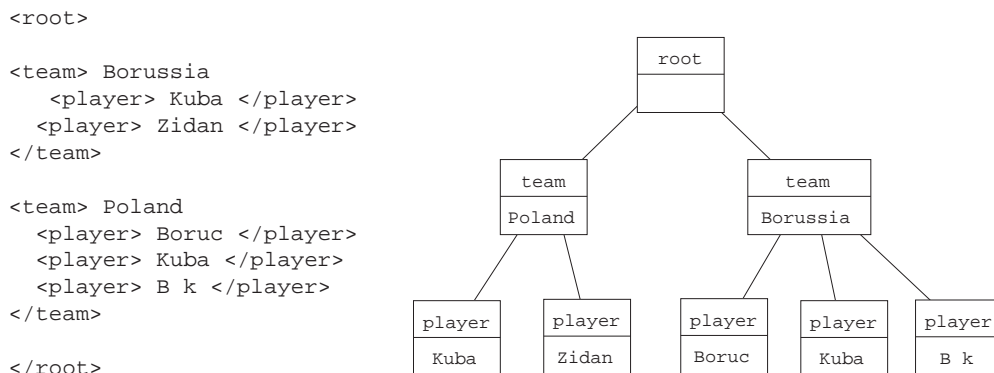 <root>
<team> Borussia
<player> Kuba </player>
<player> Zidan </player>
</team>
<team> Poland
<player> Boruc </player>
<player> Kuba </player>
<player> B k </player>
</team>
</root>
root
team
Poland
team
Borussia
player
Kuba
player
Zidan
player
Boruc
player
Kuba
player
B k